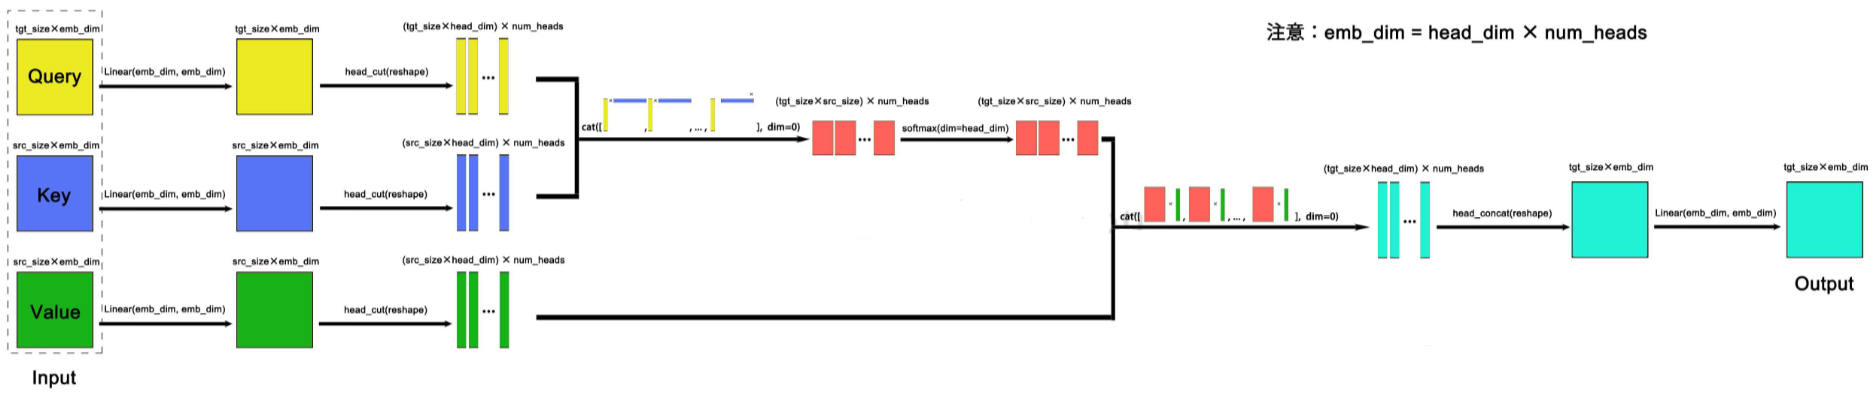 注意：emb_dim = head_dim × num_heads
tgt_size×emb_dim
Query
Linear(emb_dim, emb_dim)
tgt_size×emb_dim
head_cut(reshape)
(tgt_size×head_dim) × num_heads
...
src_size×emb_dim
Key
Linear(emb_dim, emb_dim)
src_size×emb_dim
head_cut(reshape)
(src_size×head_dim) × num_heads
...
src_size×emb_dim
Value
Linear(emb_dim, emb_dim)
src_size×emb_dim
head_cut(reshape)
(src_size×head_dim) × num_heads
...
Input
cat([ × , × , ... , × ], dim=0)
(tgt_size×src_size) × num_heads
...
softmax(dim=head_dim)
(tgt_size×src_size) × num_heads
...
cat([ × , × , ... , × ], dim=0)
(tgt_size×head_dim) × num_heads
...
head_concat(reshape)
tgt_size×emb_dim
Linear(emb_dim, emb_dim)
tgt_size×emb_dim
Output